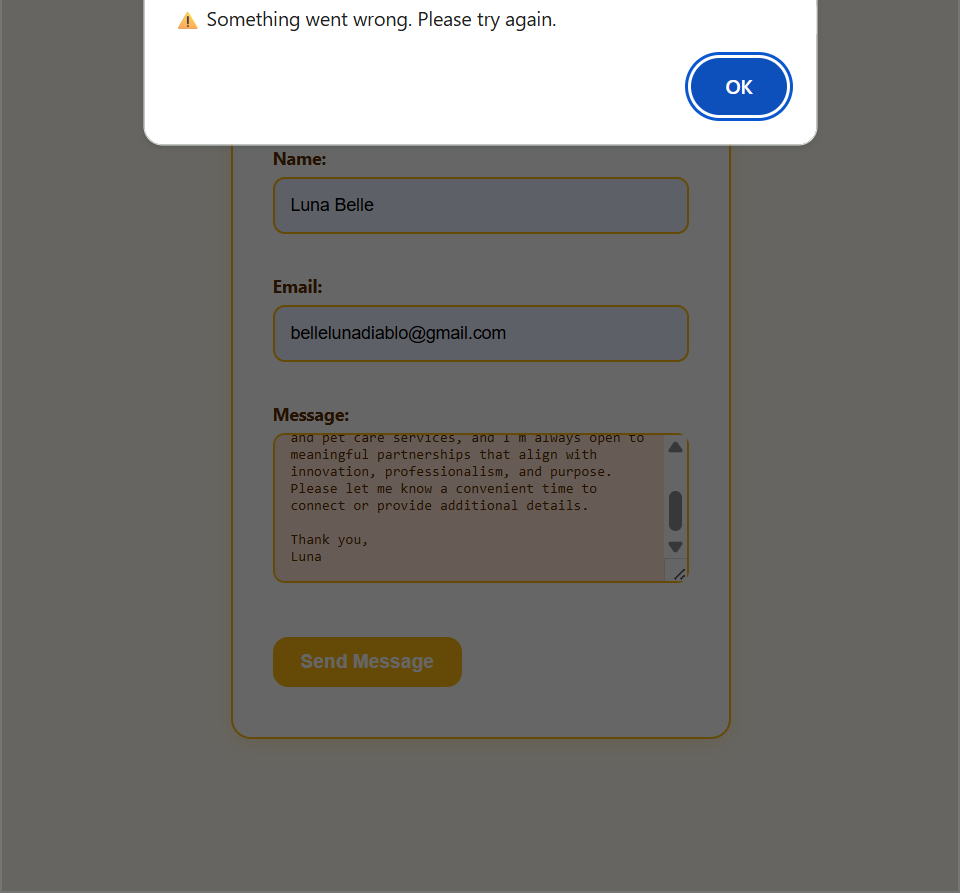 ⚠️ Something went wrong. Please try again.
OK
Name:
Luna Belle
Email:
bellelunadiablo@gmail.com
Message:
and pet care services, and I'm always open to
meaningful partnerships that align with
innovation, professionalism, and purpose.
Please let me know a convenient time to
connect or provide additional details.
Thank you,
Luna
Send Message